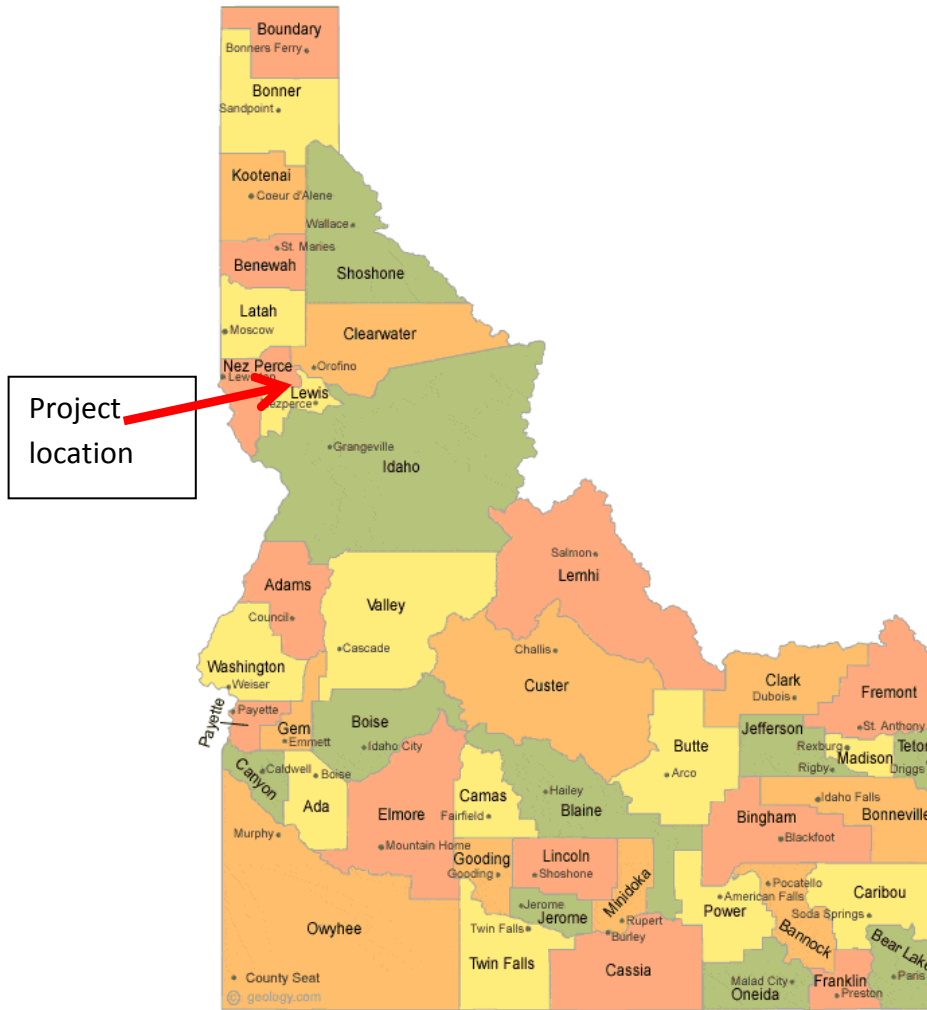 Boundary
Bonners Ferry
Bonner
Sandpoint
Kootenai
Coeur d'Alene
Wallace
St. Maries
Benewah
Shoshone
Latah
Moscow
Clearwater
Nez Perce
Orofino
Lewis
Project
location
Grangeville
Idaho
Salmon
Lemhi
Adams
Valley
Council
Cascade
Challis
Washington
Weiser
Custer
Clark
Dubois
Fremont
Payette
Payette
Gem
Emmett
Boise
Idaho City
Butte
Arco
Jefferson
St. Anthony
Rexburg
Madison
Teton
Rigby
Driggs
Canyon
Caldwell
Boise
Ada
Elmore
Mountain Home
Camas
Fairfield
Hailey
Blaine
Idaho Falls
Bonneville
Bingham
Blackfoot
Murphy
Gooding
Gooding
Lincoln
Shoshone
Minidoka
Pocatello
American Falls
Caribou
Soda Springs
Power
Bannock
Jerome
Jerome
Rupert
Burley
Owyhee
Twin Falls
Twin Falls
Cassia
Bear Lake
Paris
Malad City
Oneida
Franklin
Preston
County Seat
© geology.com